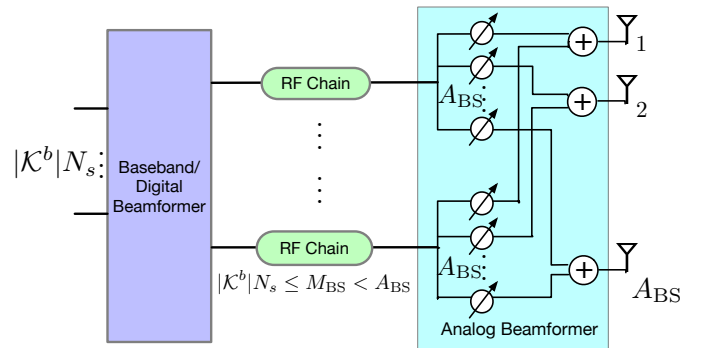 RF Chain
1
A_BS
2
|𝒦^b|N_s
Baseband/
Digital
Beamformer
RF Chain
A_BS
|𝒦^b|N_s ≤ M_BS < A_BS
A_BS
Analog Beamformer